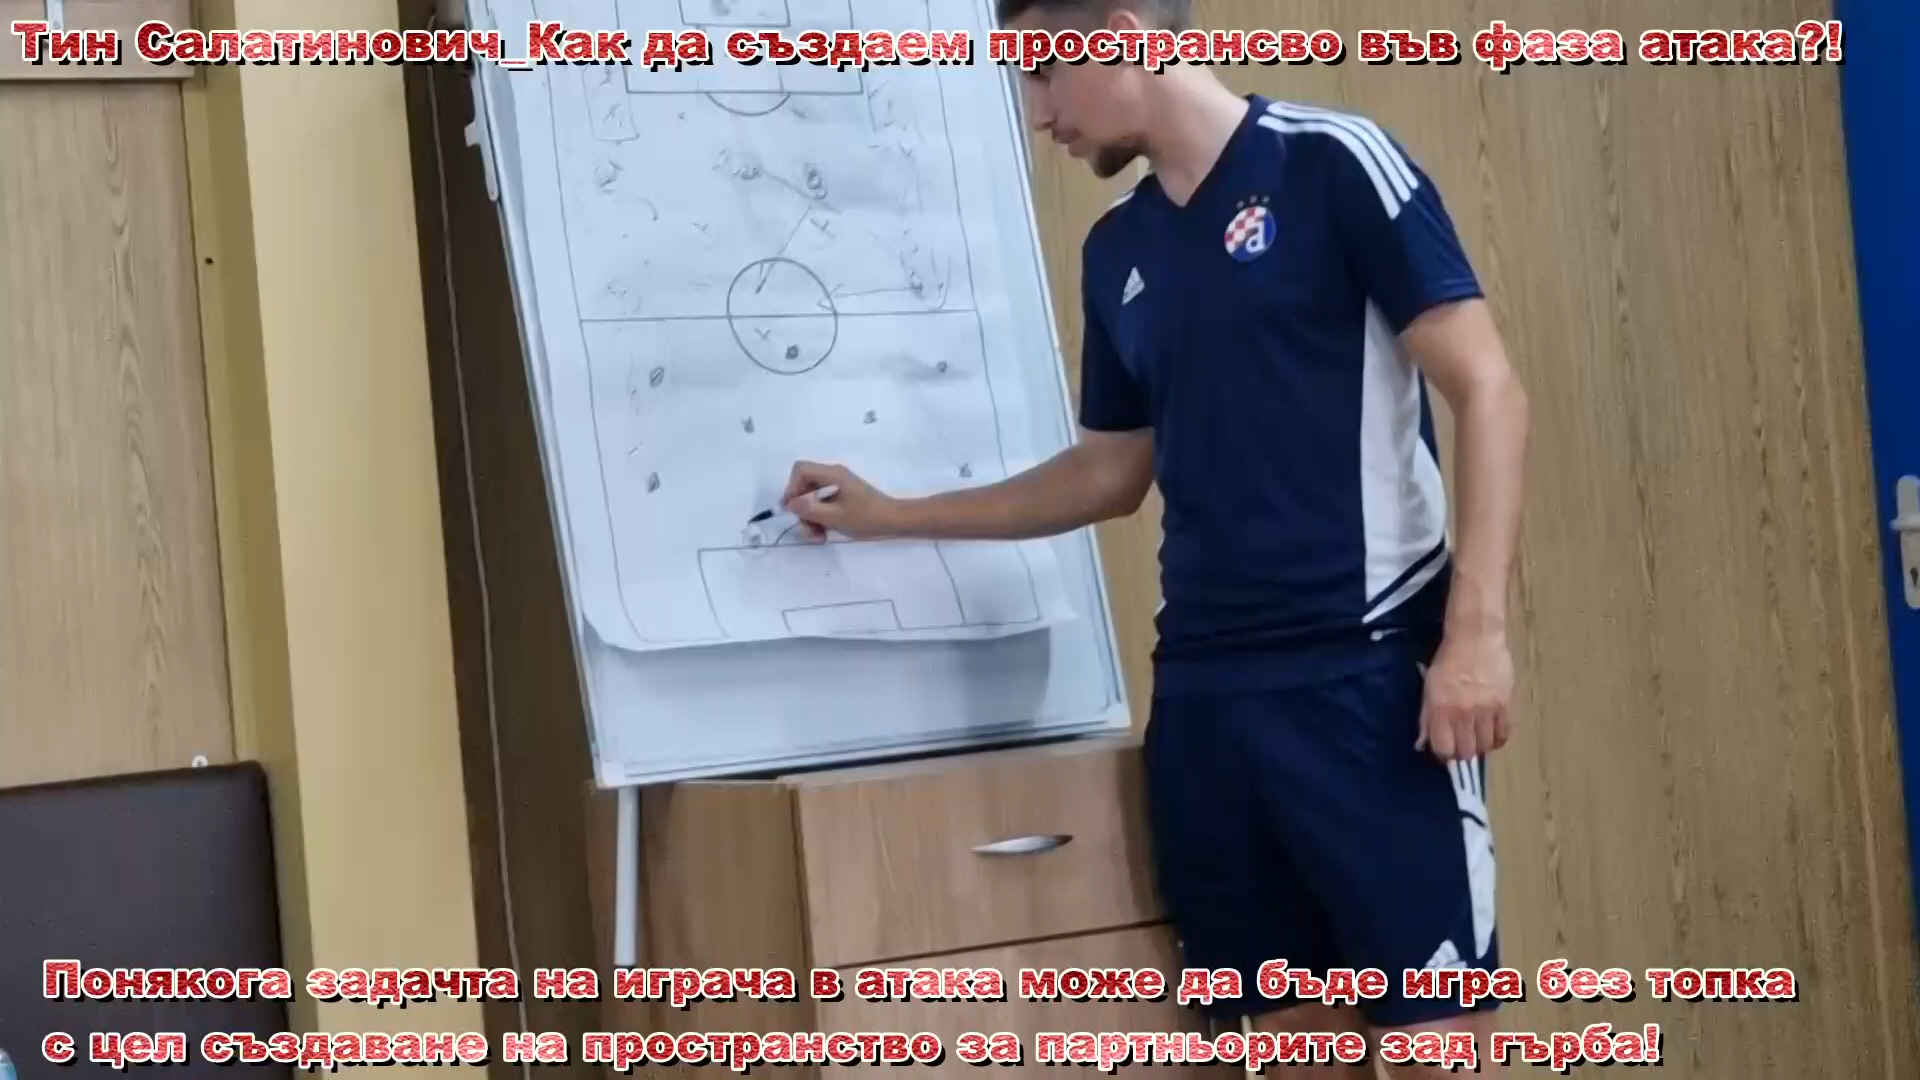 Тин Салатинович_Как да създаем пространсво във фаза атака?!
Понякога задачта на играча в атака може да бъде игра без топка
с цел създаване на пространство за партньорите зад гърба!